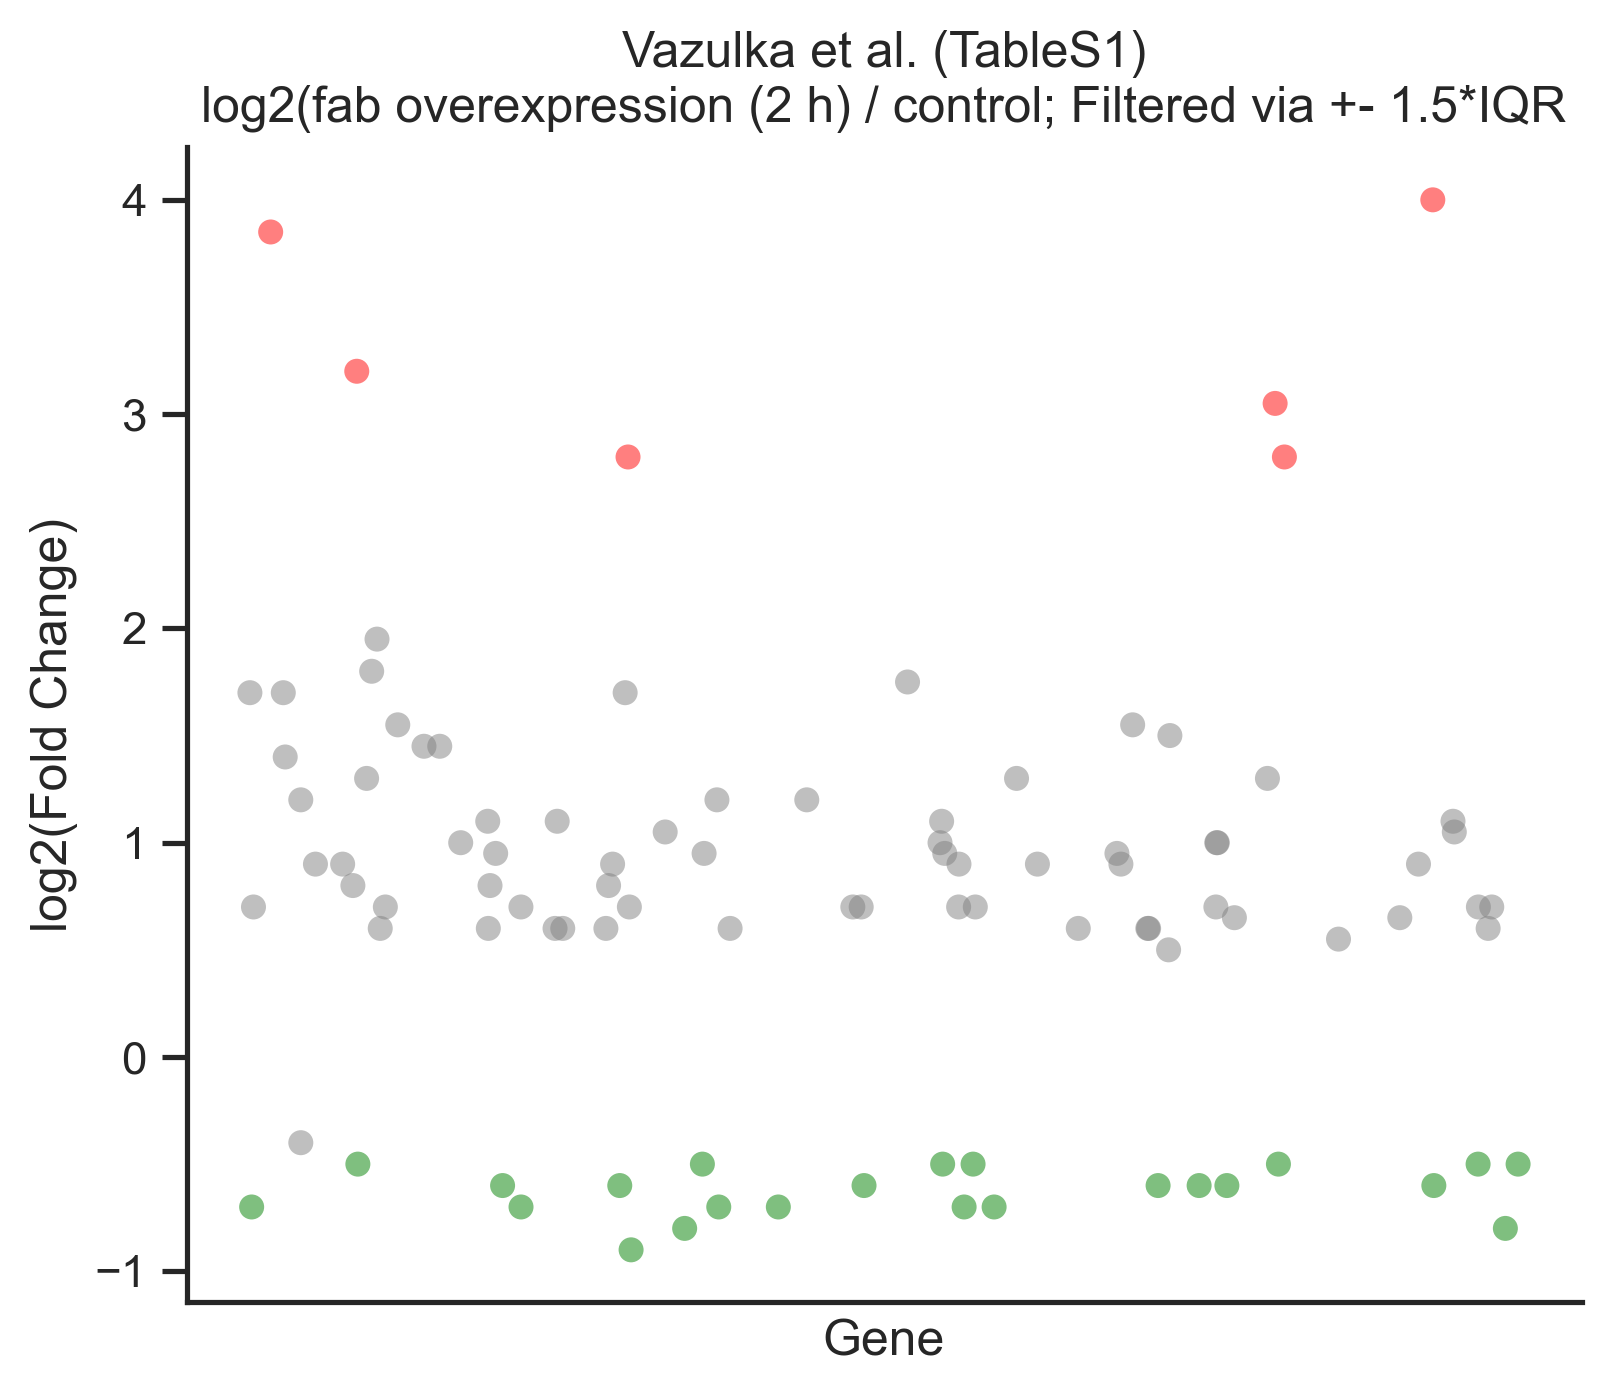 Vazulka et al. (TableS1)
log2(fab overexpression (2 h) / control; Filtered via +- 1.5*IQR
4
3
2
1
0
−1
log2(Fold Change)
Gene